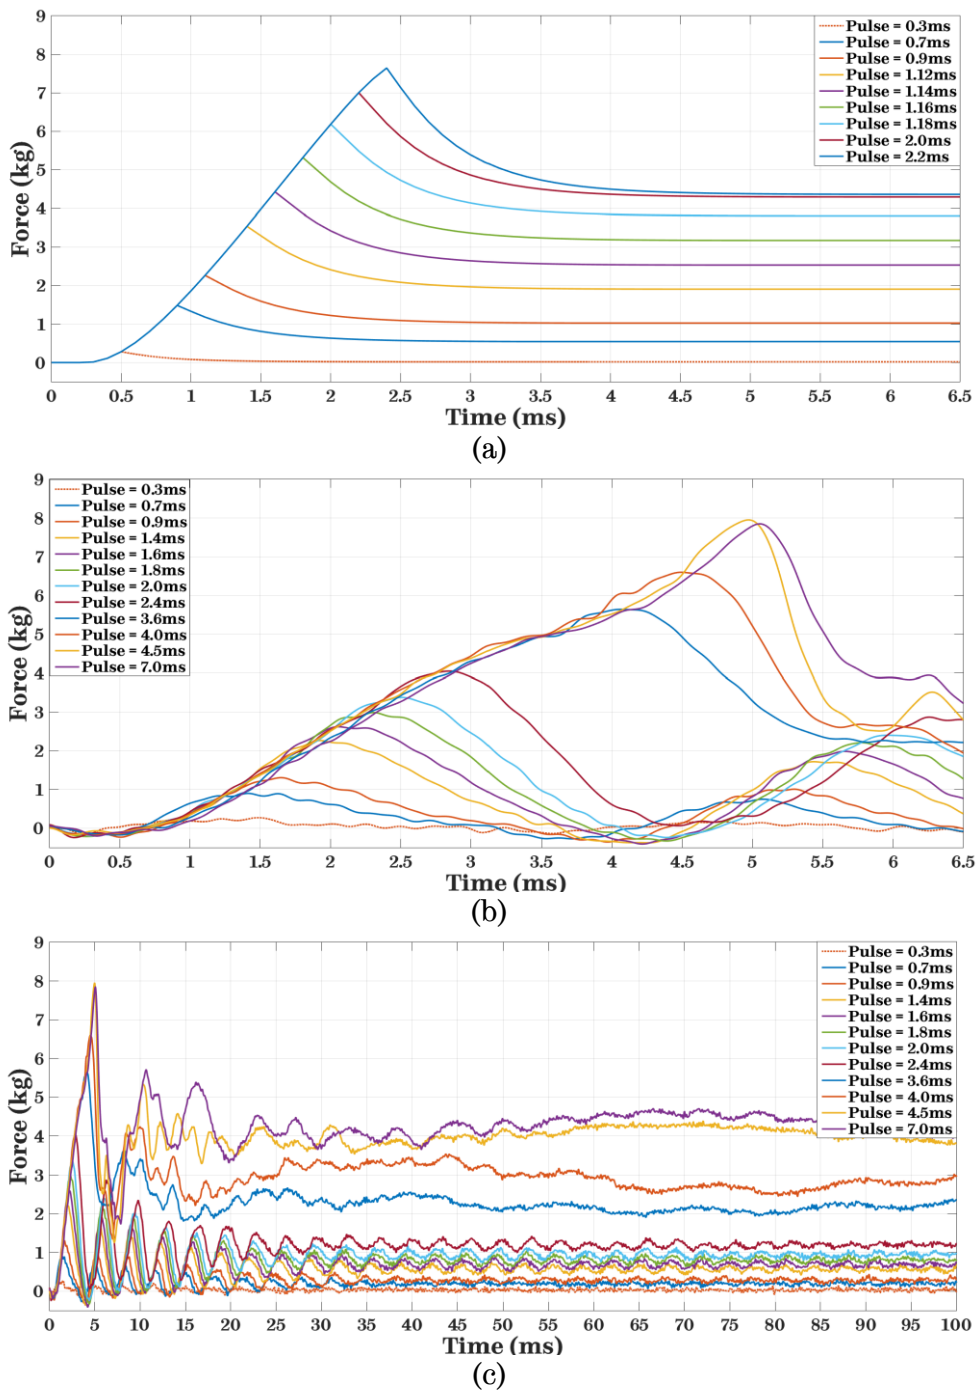 9
8
7
6
5
4
3
2
1
0
Force (kg)
Pulse = 0.3ms
Pulse = 0.7ms
Pulse = 0.9ms
Pulse = 1.12ms
Pulse = 1.14ms
Pulse = 1.16ms
Pulse = 1.18ms
Pulse = 2.0ms
Pulse = 2.2ms
0 0.5 1 1.5 2 2.5 3 3.5 4 4.5 5 5.5 6 6.5
Time (ms)
(a)
9
8
7
6
5
4
3
2
1
0
Force (kg)
Pulse = 0.3ms
Pulse = 0.7ms
Pulse = 0.9ms
Pulse = 1.4ms
Pulse = 1.6ms
Pulse = 1.8ms
Pulse = 2.0ms
Pulse = 2.4ms
Pulse = 3.6ms
Pulse = 4.0ms
Pulse = 4.5ms
Pulse = 7.0ms
0 0.5 1 1.5 2 2.5 3 3.5 4 4.5 5 5.5 6 6.5
Time (ms)
(b)
9
8
7
6
5
4
3
2
1
0
Force (kg)
Pulse = 0.3ms
Pulse = 0.7ms
Pulse = 0.9ms
Pulse = 1.4ms
Pulse = 1.6ms
Pulse = 1.8ms
Pulse = 2.0ms
Pulse = 2.4ms
Pulse = 3.6ms
Pulse = 4.0ms
Pulse = 4.5ms
Pulse = 7.0ms
0 5 10 15 20 25 30 35 40 45 50 55 60 65 70 75 80 85 90 95 100
Time (ms)
(c)